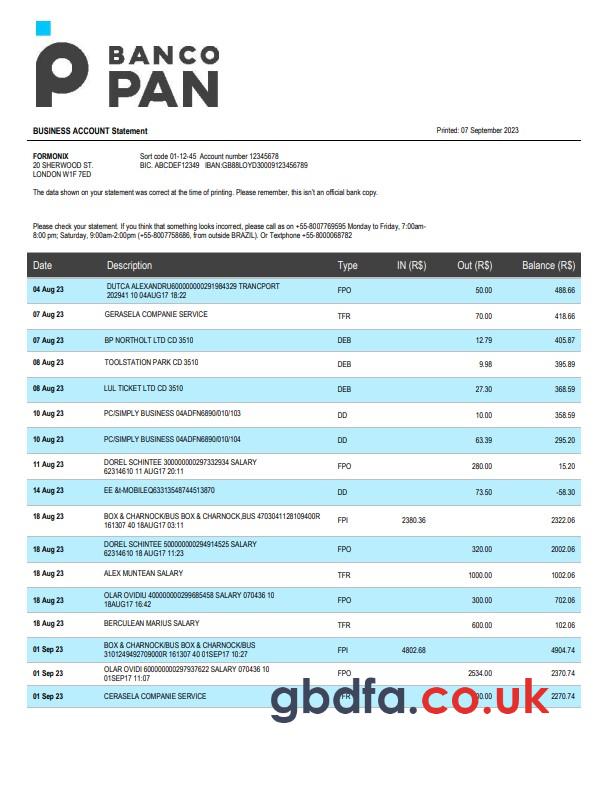 BANCO
PAN
BUSINESS ACCOUNT Statement Printed: 07 September 2023
FORMONIX Sort code 01-12-45 Account number 12345678
20 SHERWOOD ST. BIC. ABCDEF12349 IBAN:GB88LOYD30009123456789
LONDON W1F 7ED
The data shown on your statement was correct at the time of printing. Please remember, this isn't an official bank copy.
Please check your statement. If you think that something looks incorrect, please call as on +55-8007769595 Monday to Friday, 7:00am-
8:00 pm; Saturday, 9:00am-2:00pm (+55-8007758686, from outside BRAZIL). Or Textphone +55-8000068782
Date Description Type IN (R$) Out (R$) Balance (R$)
04 Aug 23 DUTCA ALEXANDRU600000000291984329 TRANCPORT
202941 10 04AUG17 18:22 FPO 50.00 488.66
07 Aug 23 GERASELA COMPANIE SERVICE TFR 70.00 418.66
07 Aug 23 BP NORTHOLT LTD CD 3510 DEB 12.79 405.87
08 Aug 23 TOOLSTATION PARK CD 3510 DEB 9.98 395.89
08 Aug 23 LUL TICKET LTD CD 3510 DEB 27.30 368.59
10 Aug 23 PC/SIMPLY BUSINESS 04ADFN6890/010/103 DD 10.00 358.59
10 Aug 23 PC/SIMPLY BUSINESS 04ADFN6890/010/104 DD 63.39 295.20
11 Aug 23 DOREL SCHINTEE 300000000297332934 SALARY
62314610 11 AUG17 20:11 FPO 280.00 15.20
14 Aug 23 EE &t-MOBILEQ63313548744513870 DD 73.50 -58.30
18 Aug 23 BOX & CHARNOCK/BUS BOX & CHARNOCK,BUS 4703041128109400R
161307 40 18AUG17 03:11 FPI 2380.36 2322.06
18 Aug 23 DOREL SCHINTEE 500000000294914525 SALARY
62314610 18 AUG17 11:23 FPO 320.00 2002.06
18 Aug 23 ALEX MUNTEAN SALARY TFR 1000.00 1002.06
18 Aug 23 OLAR OVIDIU 400000000299685458 SALARY 070436 10
18AUG17 16:42 FPO 300.00 702.06
18 Aug 23 BERCULEAN MARIUS SALARY TFR 600.00 102.06
01 Sep 23 BOX & CHARNOCK/BUS BOX & CHARNOCK/BUS
3101249492709000R 161307 40 01SEP17 10:27 FPI 4802.68 4904.74
01 Sep 23 OLAR OVIDI 600000000297937622 SALARY 070436 10
01SEP17 11:07 FPO 2534.00 2370.74
01 Sep 23 CERASELA COMPANIE SERVICE 2270.74
gbdfa.co.uk